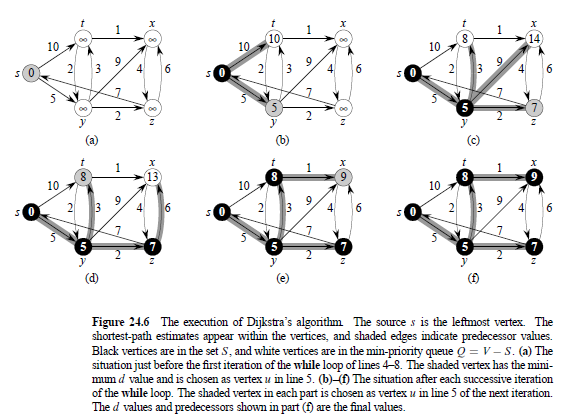 t x t x t x
1 1 1
∞ ∞ 10 ∞ 8 14
10 10 10
9 9 9
s 0 2 3 4 6 s 0 2 3 4 6 s 0 2 3 4 6
7 7 7
5 5 5
∞ ∞ 5 ∞ 5 7
2 2 2
y z y z y z
(a) (b) (c)
t x t x t x
1 1 1
8 13 8 9 8 9
10 10 10
9 9 9
s 0 2 3 4 6 s 0 2 3 4 6 s 0 2 3 4 6
7 7 7
5 5 5
5 7 5 7 5 7
2 2 2
y z y z y z
(d) (e) (f)
Figure 24.6 The execution of Dijkstra's algorithm. The source s is the leftmost vertex. The
shortest-path estimates appear within the vertices, and shaded edges indicate predecessor values.
Black vertices are in the set S, and white vertices are in the min-priority queue Q = V − S. (a) The
situation just before the first iteration of the while loop of lines 4–8. The shaded vertex has the mini-
mum d value and is chosen as vertex u in line 5. (b)–(f) The situation after each successive iteration
of the while loop. The shaded vertex in each part is chosen as vertex u in line 5 of the next iteration.
The d values and predecessors shown in part (f) are the final values.